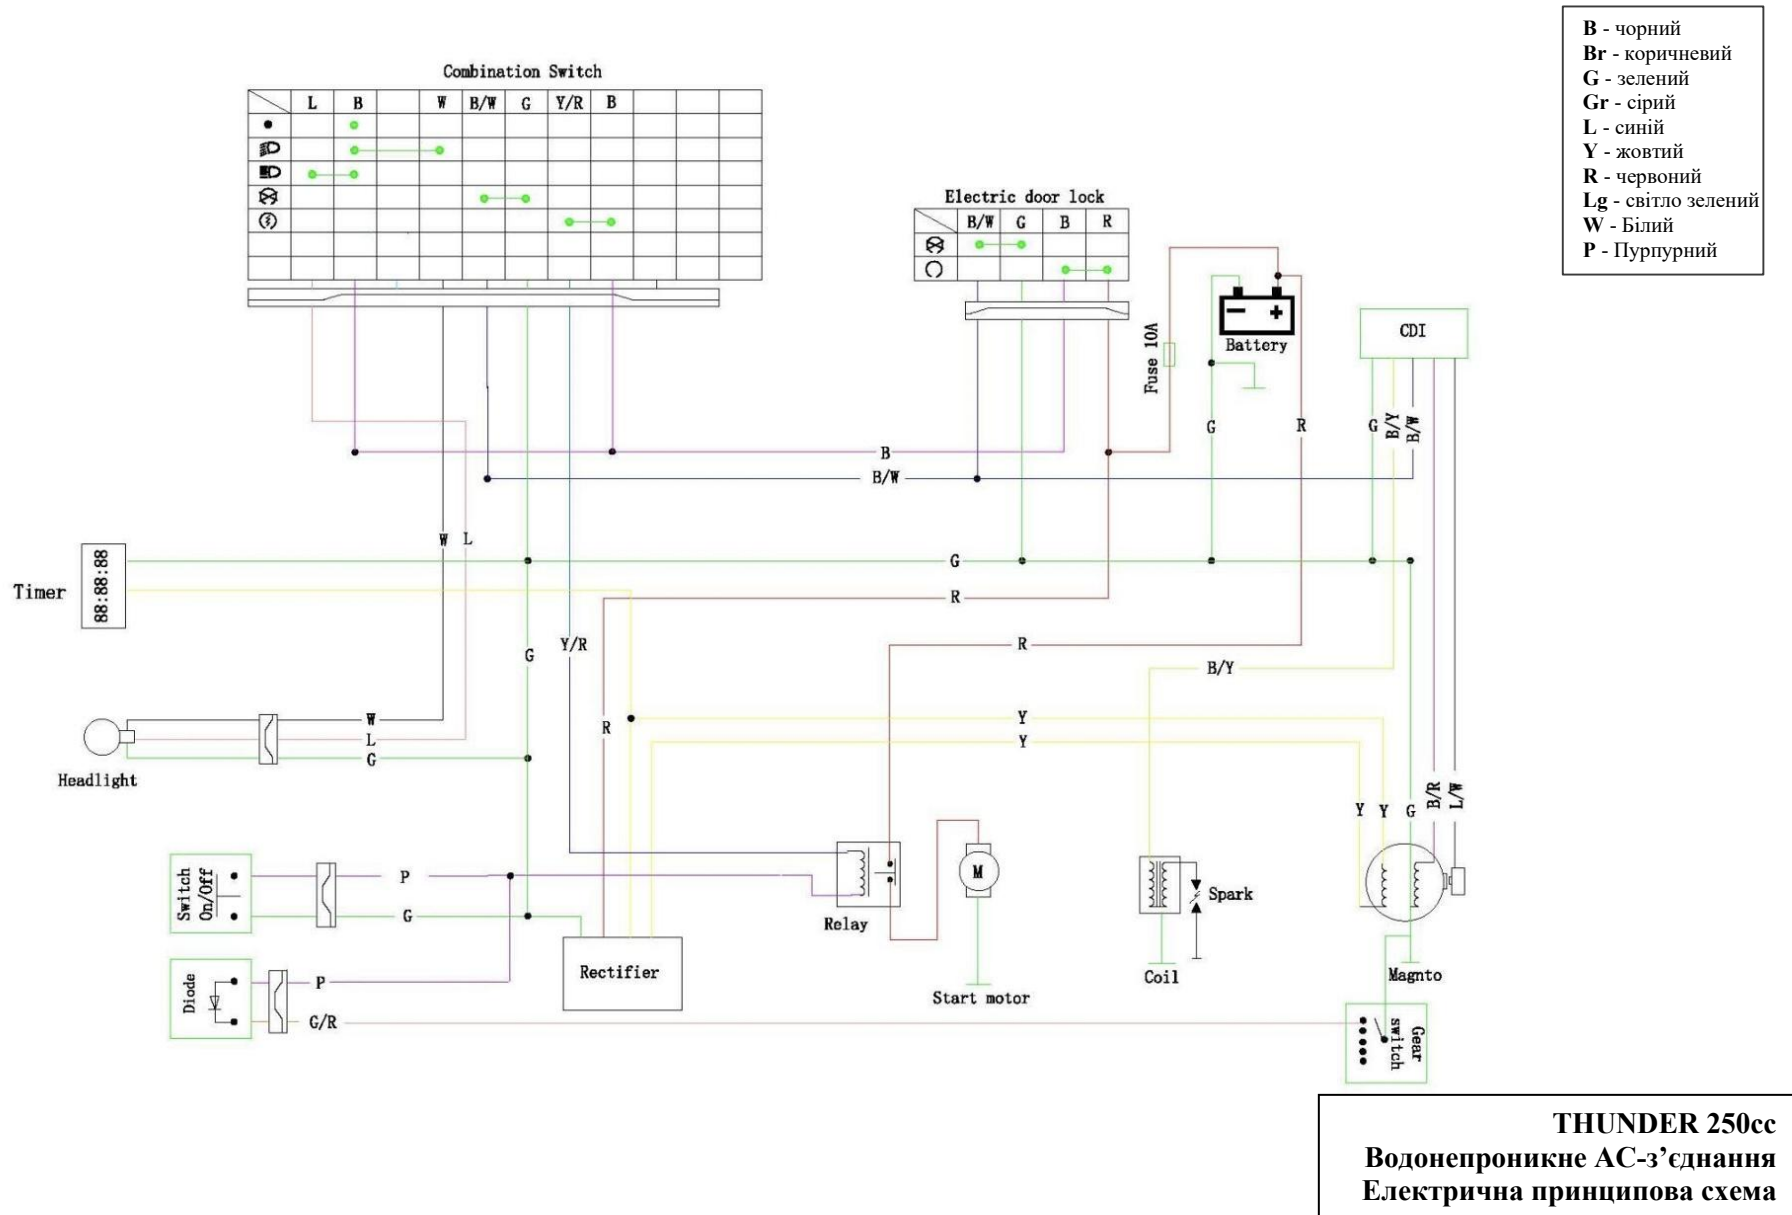 B - чорний
Br - коричневий
G - зелений
Gr - сірий
L - синій
Y - жовтий
R - червоний
Lg - світло зелений
W - Білий
P - Пурпурний
Combination Switch
L B W B/W G Y/R B
Electric door lock
B/W G B R
Fuse 10A
Battery
CDI
G
R
G
B/Y
B/W
B
B/W
W L
Timer
88:88:88
G
R
G
Y/R
R
B/Y
R
W
L
G
Headlight
Y
Y
Y
Y
G
B/R
L/W
Switch
On/Off
P
G
Relay
M
Start motor
Spark
Coil
Magnto
Rectifier
Diode
P
G/R
Gear
switch
THUNDER 250cc
Водонепроникне AC-з’єднання
Електрична принципова схема